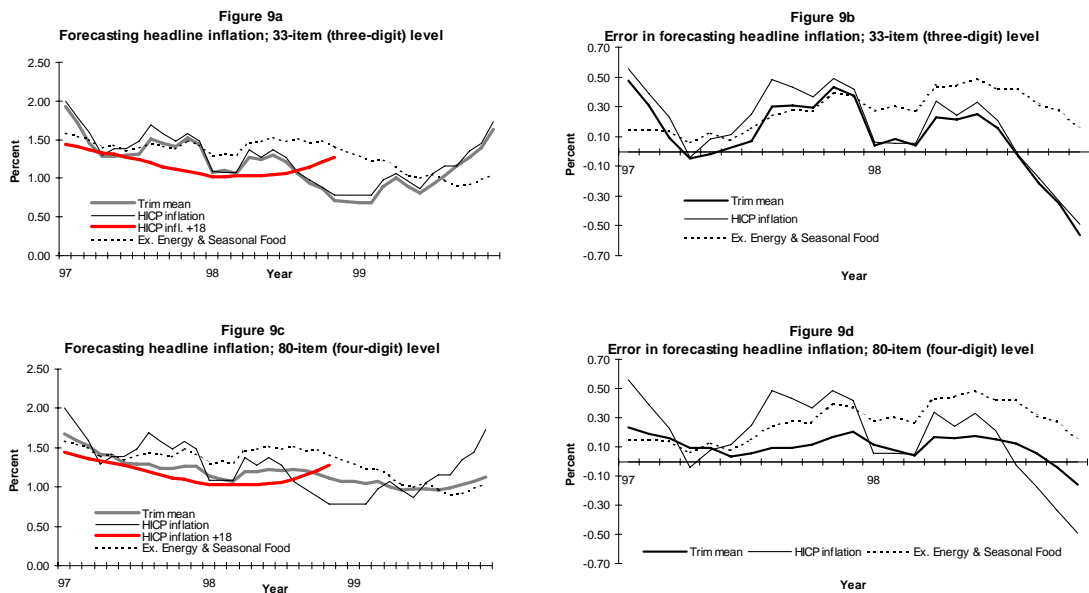 Figure 9a
Forecasting headline inflation; 33-item (three-digit) level
2.50
2.00
1.50
1.00
0.50
0.00
Percent
Trim mean
HICP inflation
HICP infl. +18
Ex. Energy & Seasonal Food
97
98
99
Year
Figure 9b
Error in forecasting headline inflation; 33-item (three-digit) level
0.70
0.50
0.30
0.10
-0.10
-0.30
-0.50
-0.70
Percent
97
98
Trim mean
HICP inflation
Ex. Energy & Seasonal Food
Year
Figure 9c
Forecasting headline inflation; 80-item (four-digit) level
2.50
2.00
1.50
1.00
0.50
0.00
Percent
Trim mean
HICP inflation
HICP inflation +18
Ex. Energy & Seasonal Food
97
98
99
Year
Figure 9d
Error in forecasting headline inflation; 80-item (four-digit) level
0.70
0.50
0.30
0.10
-0.10
-0.30
-0.50
-0.70
Percent
97
98
Trim mean HICP inflation Ex. Energy & Seasonal Food
Year